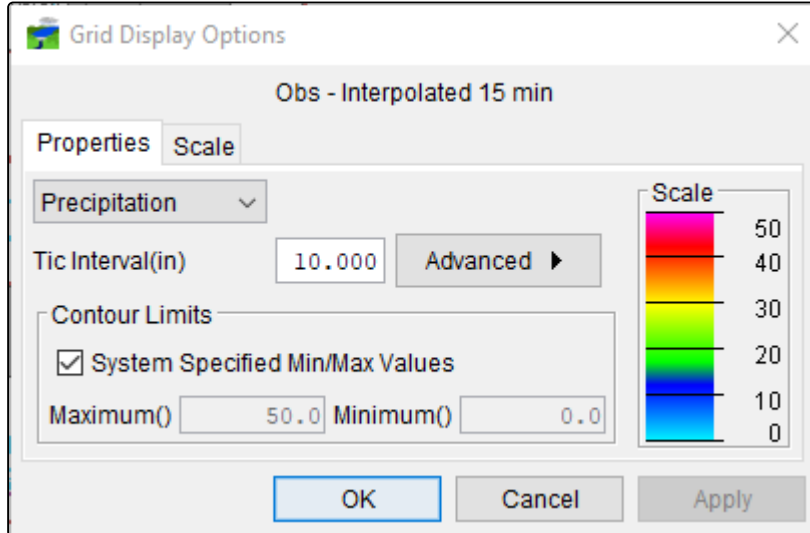 Grid Display Options
Obs - Interpolated 15 min
Properties Scale
Precipitation
Tic Interval(in) 10.000 Advanced
Contour Limits
System Specified Min/Max Values
Maximum() 50.0 Minimum() 0.0
Scale
50
40
30
20
10
0
OK Cancel Apply